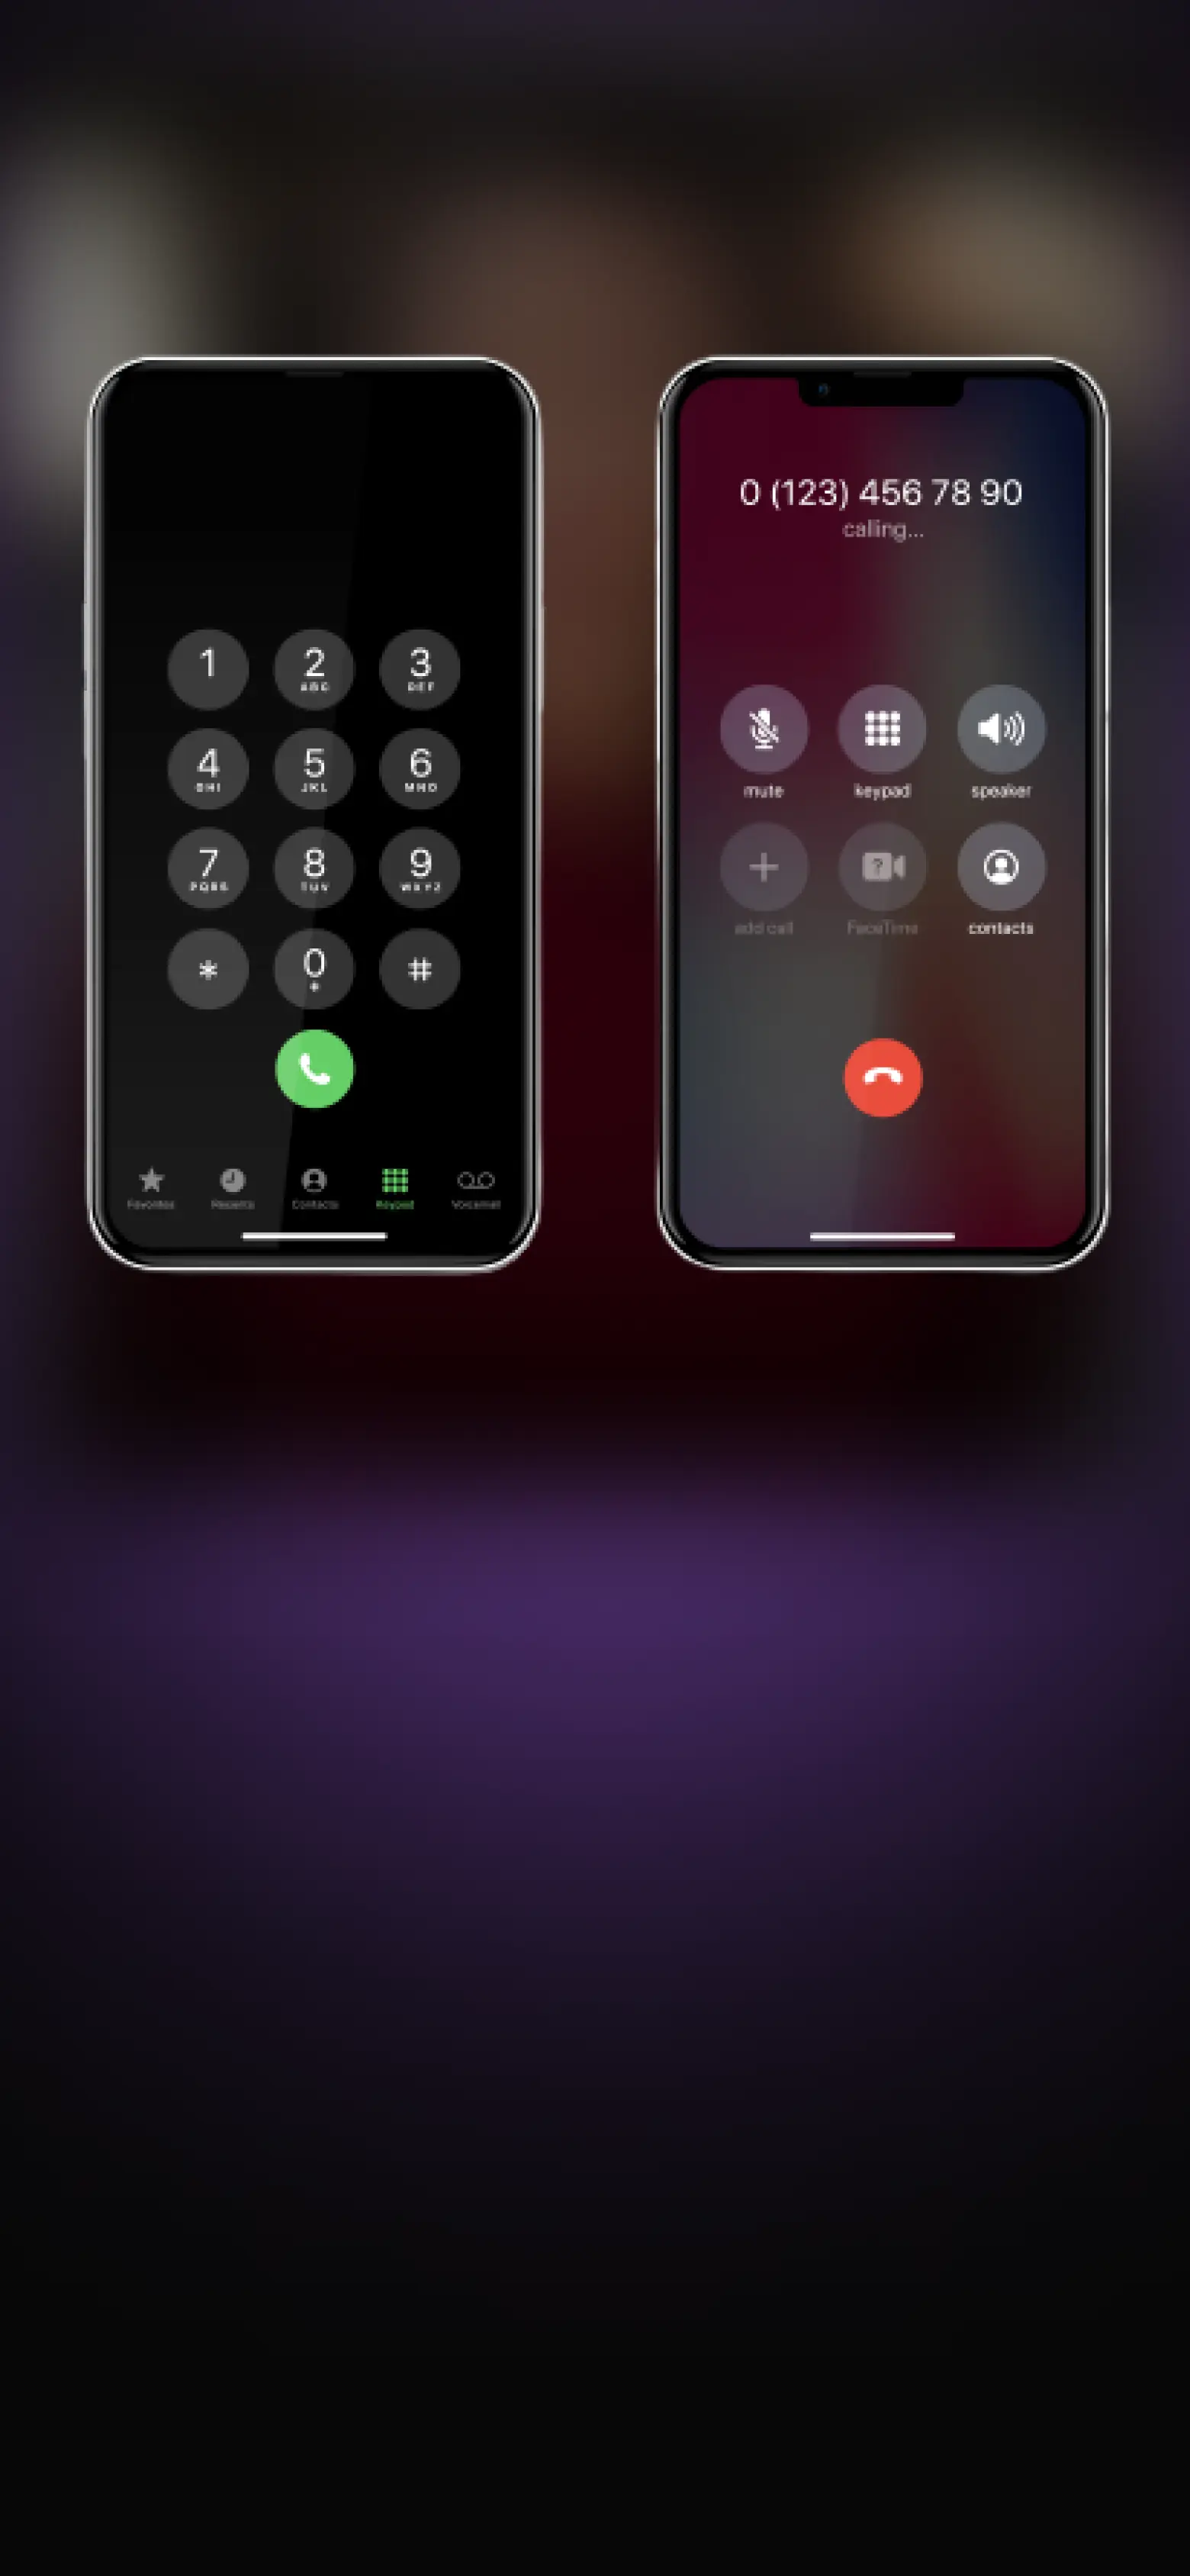 1
2
ABC
3
DEF
4
GHI
5
JKL
6
MNO
7
PQRS
8
TUV
9
WXYZ
*
0
+
#
Favorites
Recents
Contacts
Keypad
Voicemail
0 (123) 456 78 90
calling...
mute
keypad
speaker
add call
FaceTime
contacts